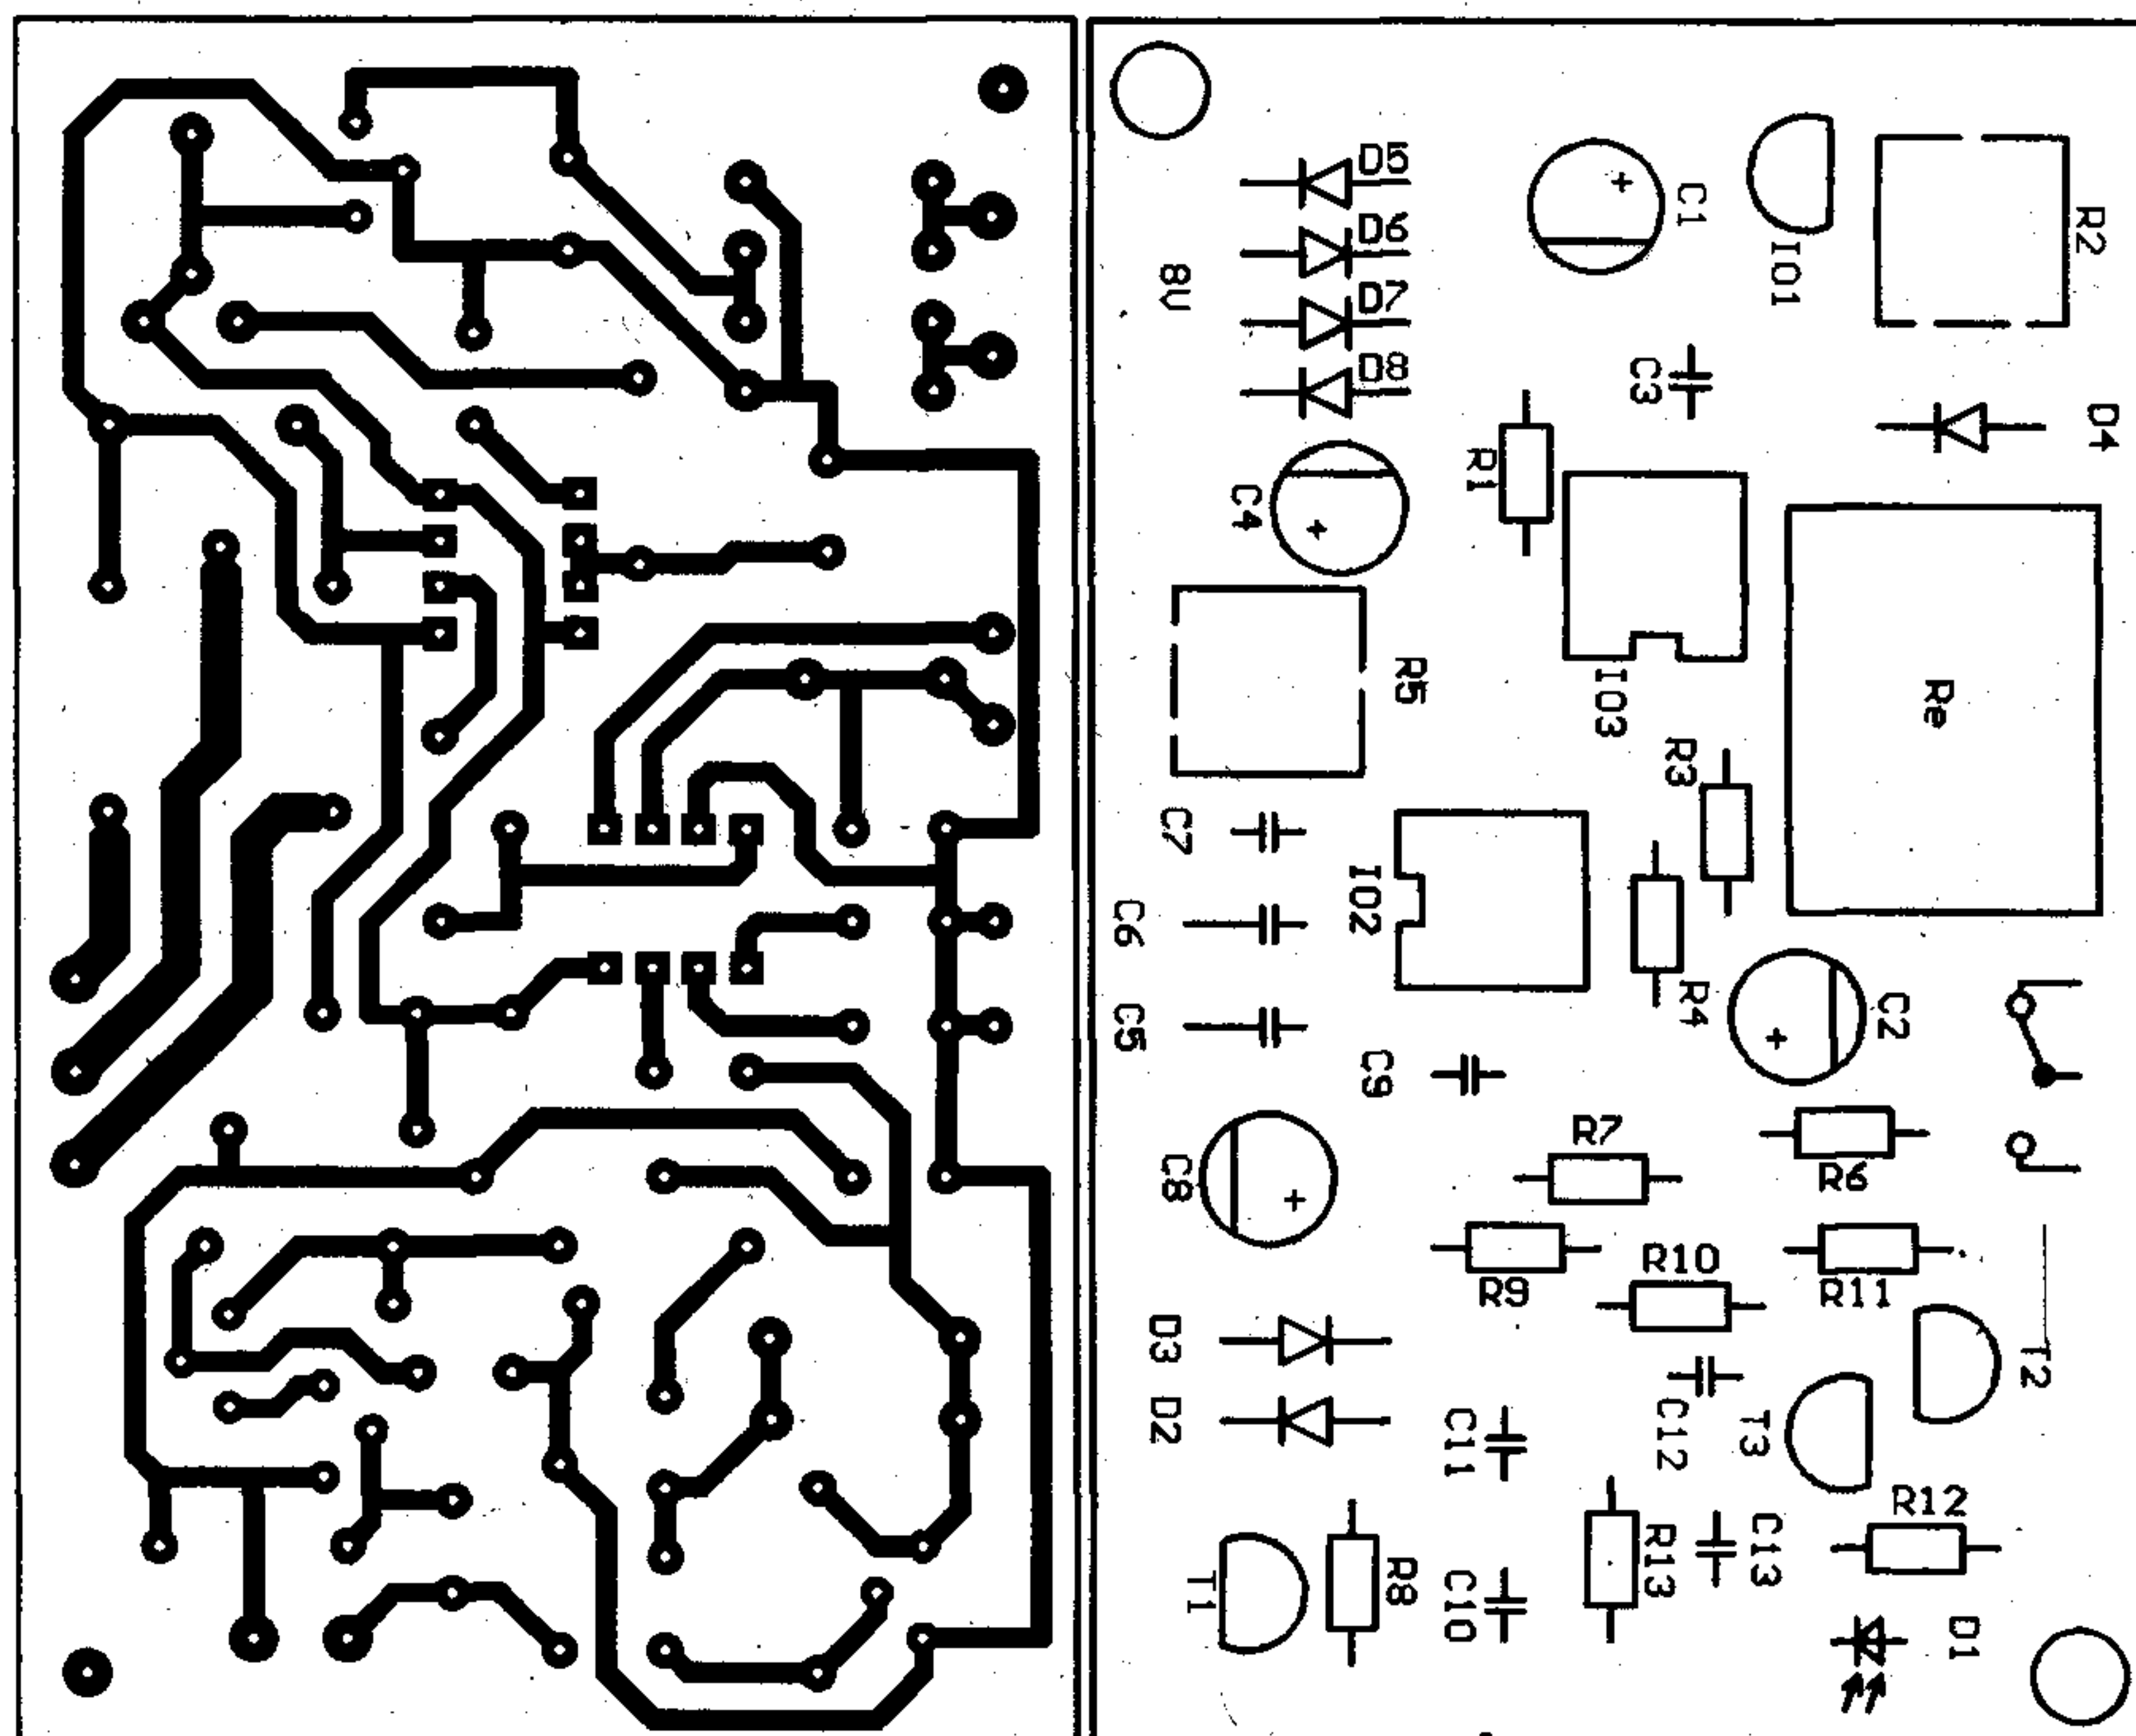 D5
C1
R2
D6
8V
IO1
D7
D8
C3
D4
R1
C4
R5
IO3
Re
R3
C7
IO2
C6
R4
C2
C5
C9
R7
C8
R6
R10
R9
R11
D3
T2
D2
C11
C12
T3
R12
R13
C13
T1
R8
C10
D1